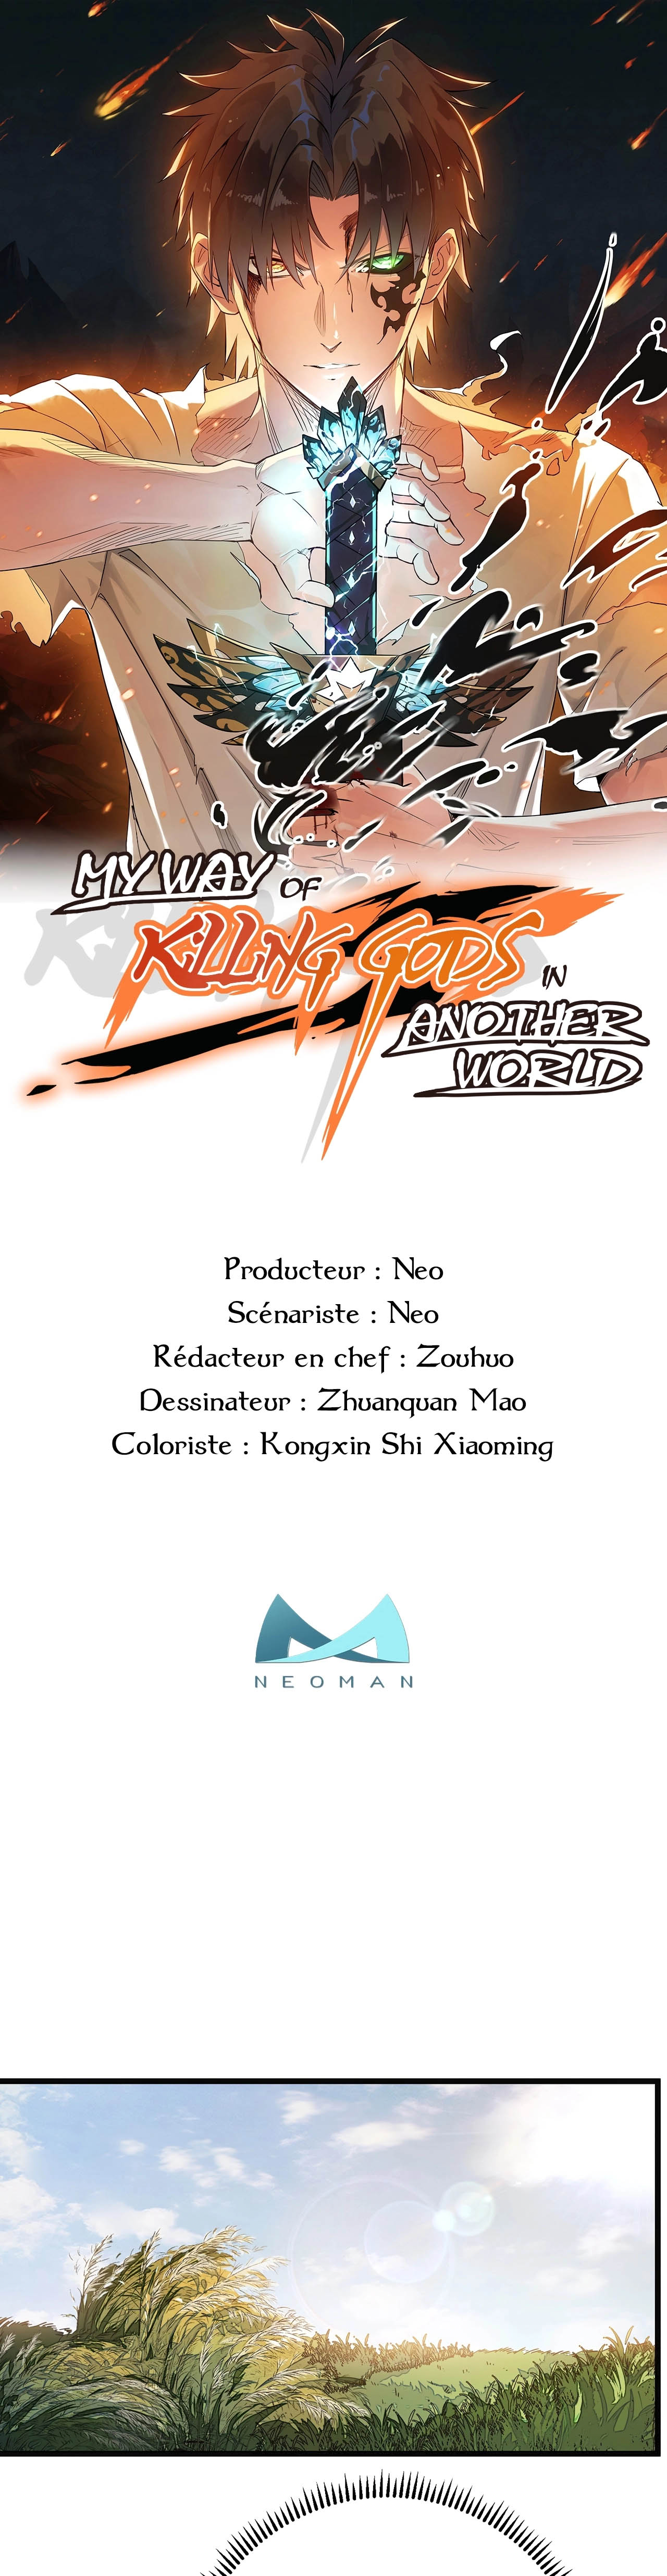 MY WAY OF
KILLING GODS IN
ANOTHER
WORLD
Producteur : Neo
Scénariste : Neo
Rédacteur en chef : Zouhuo
Dessinateur : Zhuanquan Mao
Coloriste : Kongxin Shi Xiaoming
NEOMAN